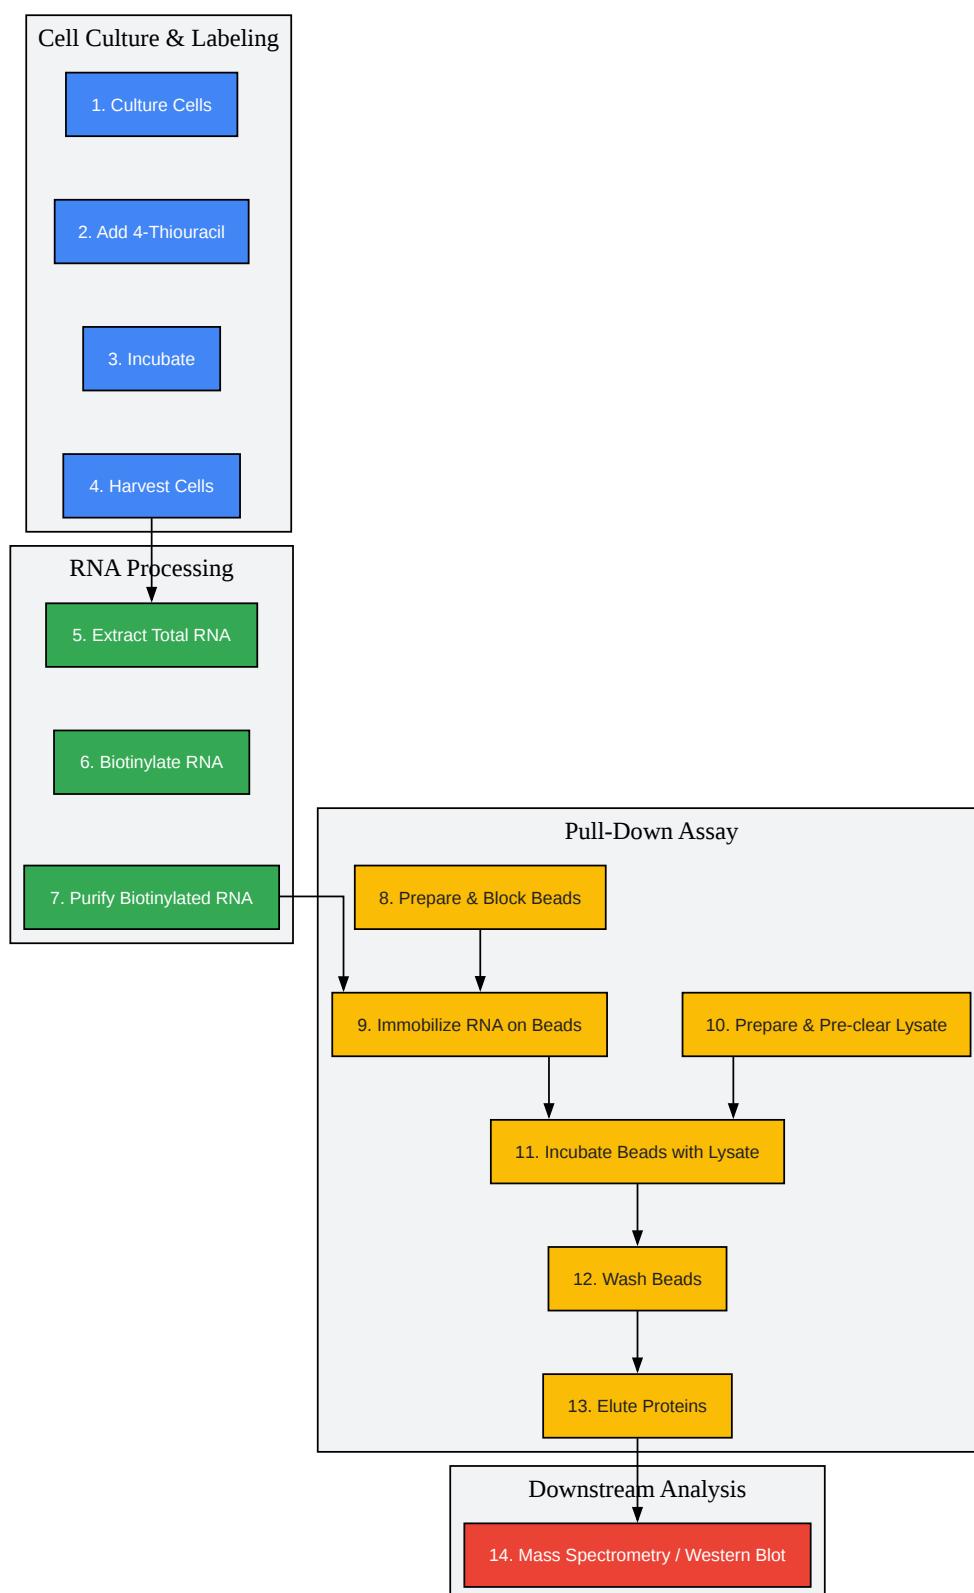 Cell Culture & Labeling
1. Culture Cells
2. Add 4-Thiouracil
3. Incubate
4. Harvest Cells
RNA Processing
5. Extract Total RNA
6. Biotinylate RNA
7. Purify Biotinylated RNA
Pull-Down Assay
8. Prepare & Block Beads
9. Immobilize RNA on Beads
10. Prepare & Pre-clear Lysate
11. Incubate Beads with Lysate
12. Wash Beads
13. Elute Proteins
Downstream Analysis
14. Mass Spectrometry / Western Blot